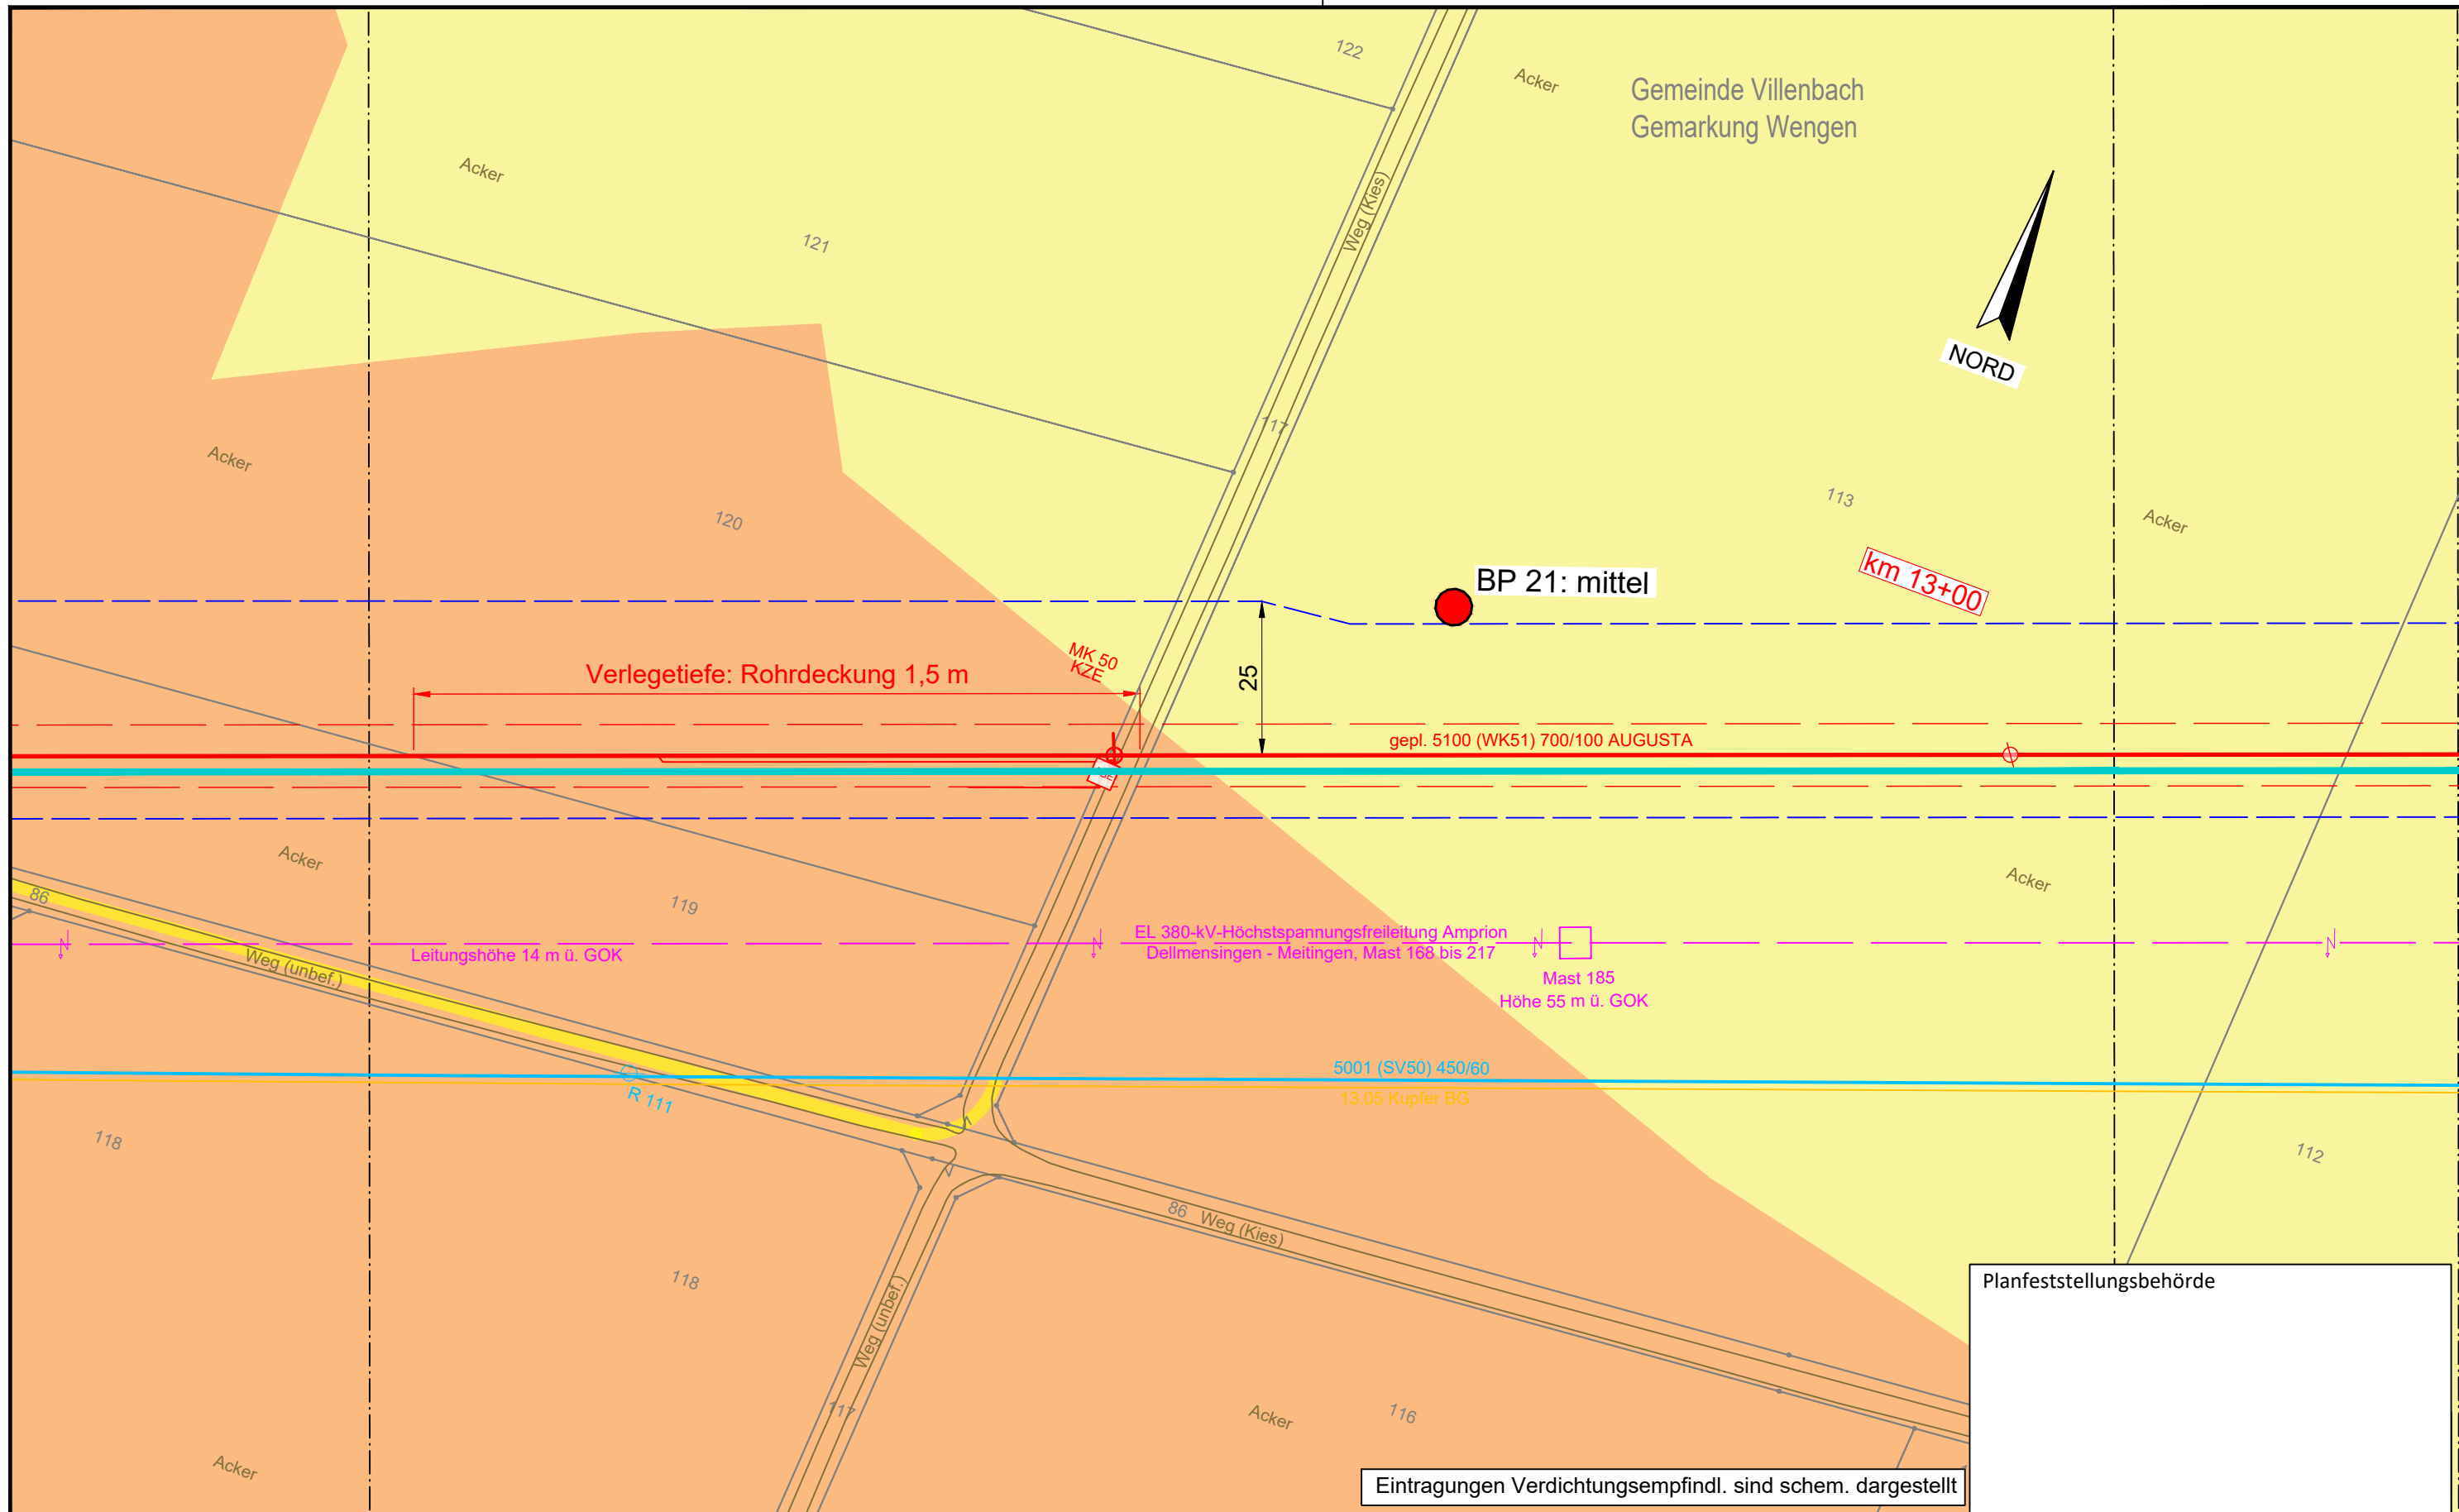 122
Acker
Gemeinde Villenbach
Gemarkung Wengen
Acker
Weg (Kies)
121
NORD
117
Acker
113
Acker
120
BP 21: mittel
km 13+00
MK 50
KZE
Verlegetiefe: Rohrdeckung 1,5 m
25
gepl. 5100 (WK51) 700/100 AUGUSTA
Acker
Acker
86
119
EL 380-kV-Höchstspannungsfreileitung Amprion
Dellmensingen - Meitingen, Mast 168 bis 217
Leitungshöhe 14 m ü. GOK
Weg (unbef.)
Mast 185
Höhe 55 m ü. GOK
5001 (SV50) 450/60
13.05 Kupfer BG
R 111
118
112
86
Weg (Kies)
118
Planfeststellungsbehörde
Weg (unbef.)
117
Acker
116
Acker
Eintragungen Verdichtungsempfindl. sind schem. dargestellt